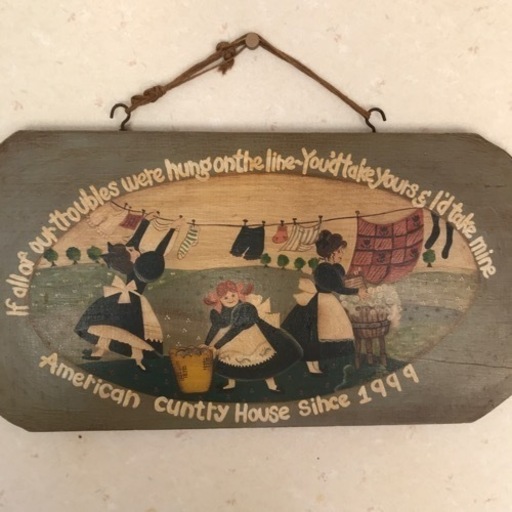 If all of our troubles were hung on the line-You'd take yours & I'd take mine
American cuntry House since 1999